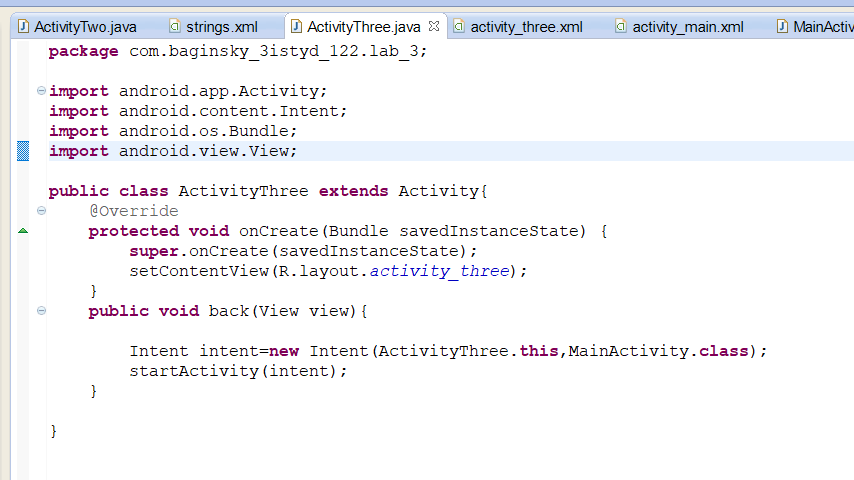 ActivityTwo.java strings.xml ActivityThree.java activity_three.xml activity_main.xml MainActiv
package com.baginsky_3istyd_122.lab_3;
import android.app.Activity;
import android.content.Intent;
import android.os.Bundle;
import android.view.View;
public class ActivityThree extends Activity{
@Override
protected void onCreate(Bundle savedInstanceState) {
super.onCreate(savedInstanceState);
setContentView(R.layout.activity_three);
}
public void back(View view){
Intent intent=new Intent(ActivityThree.this,MainActivity.class);
startActivity(intent);
}
}